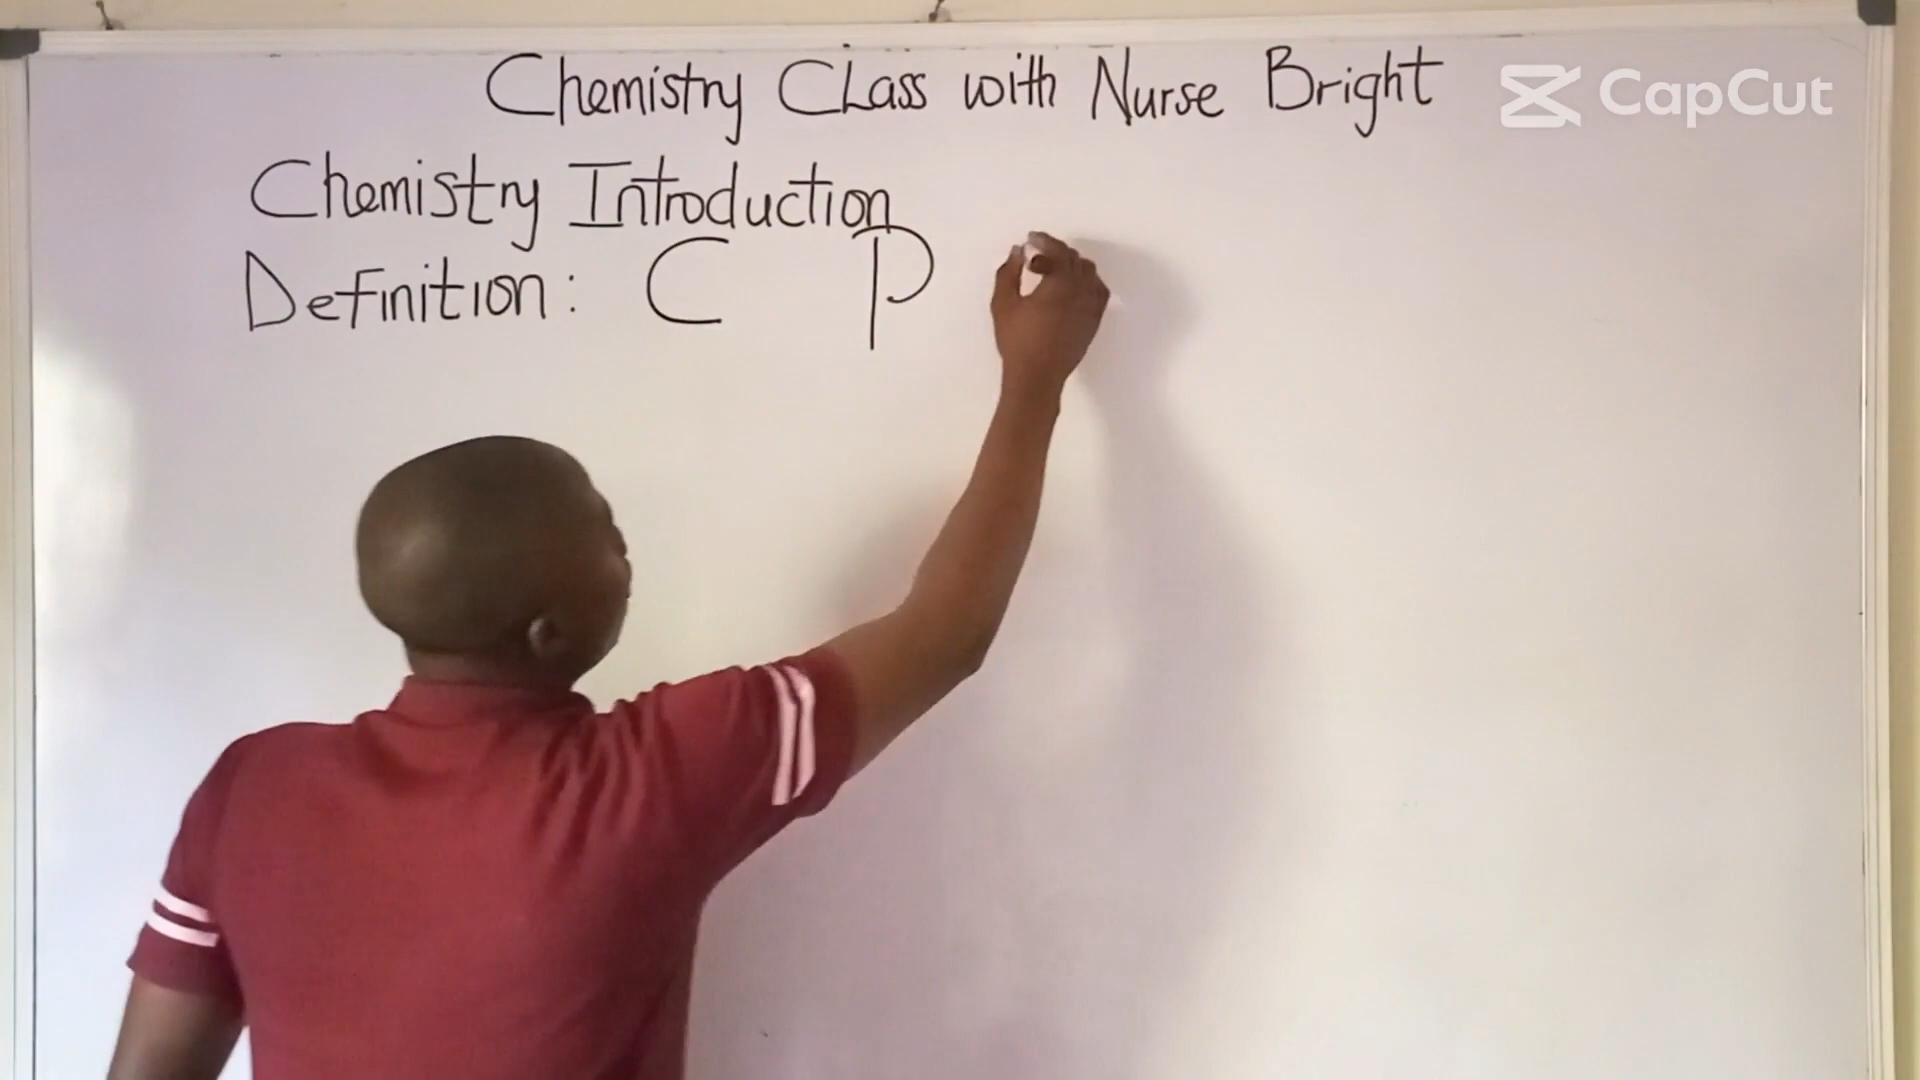 Chemistry Class with Nurse Bright
CapCut
Chemistry Introduction
Definition: C P